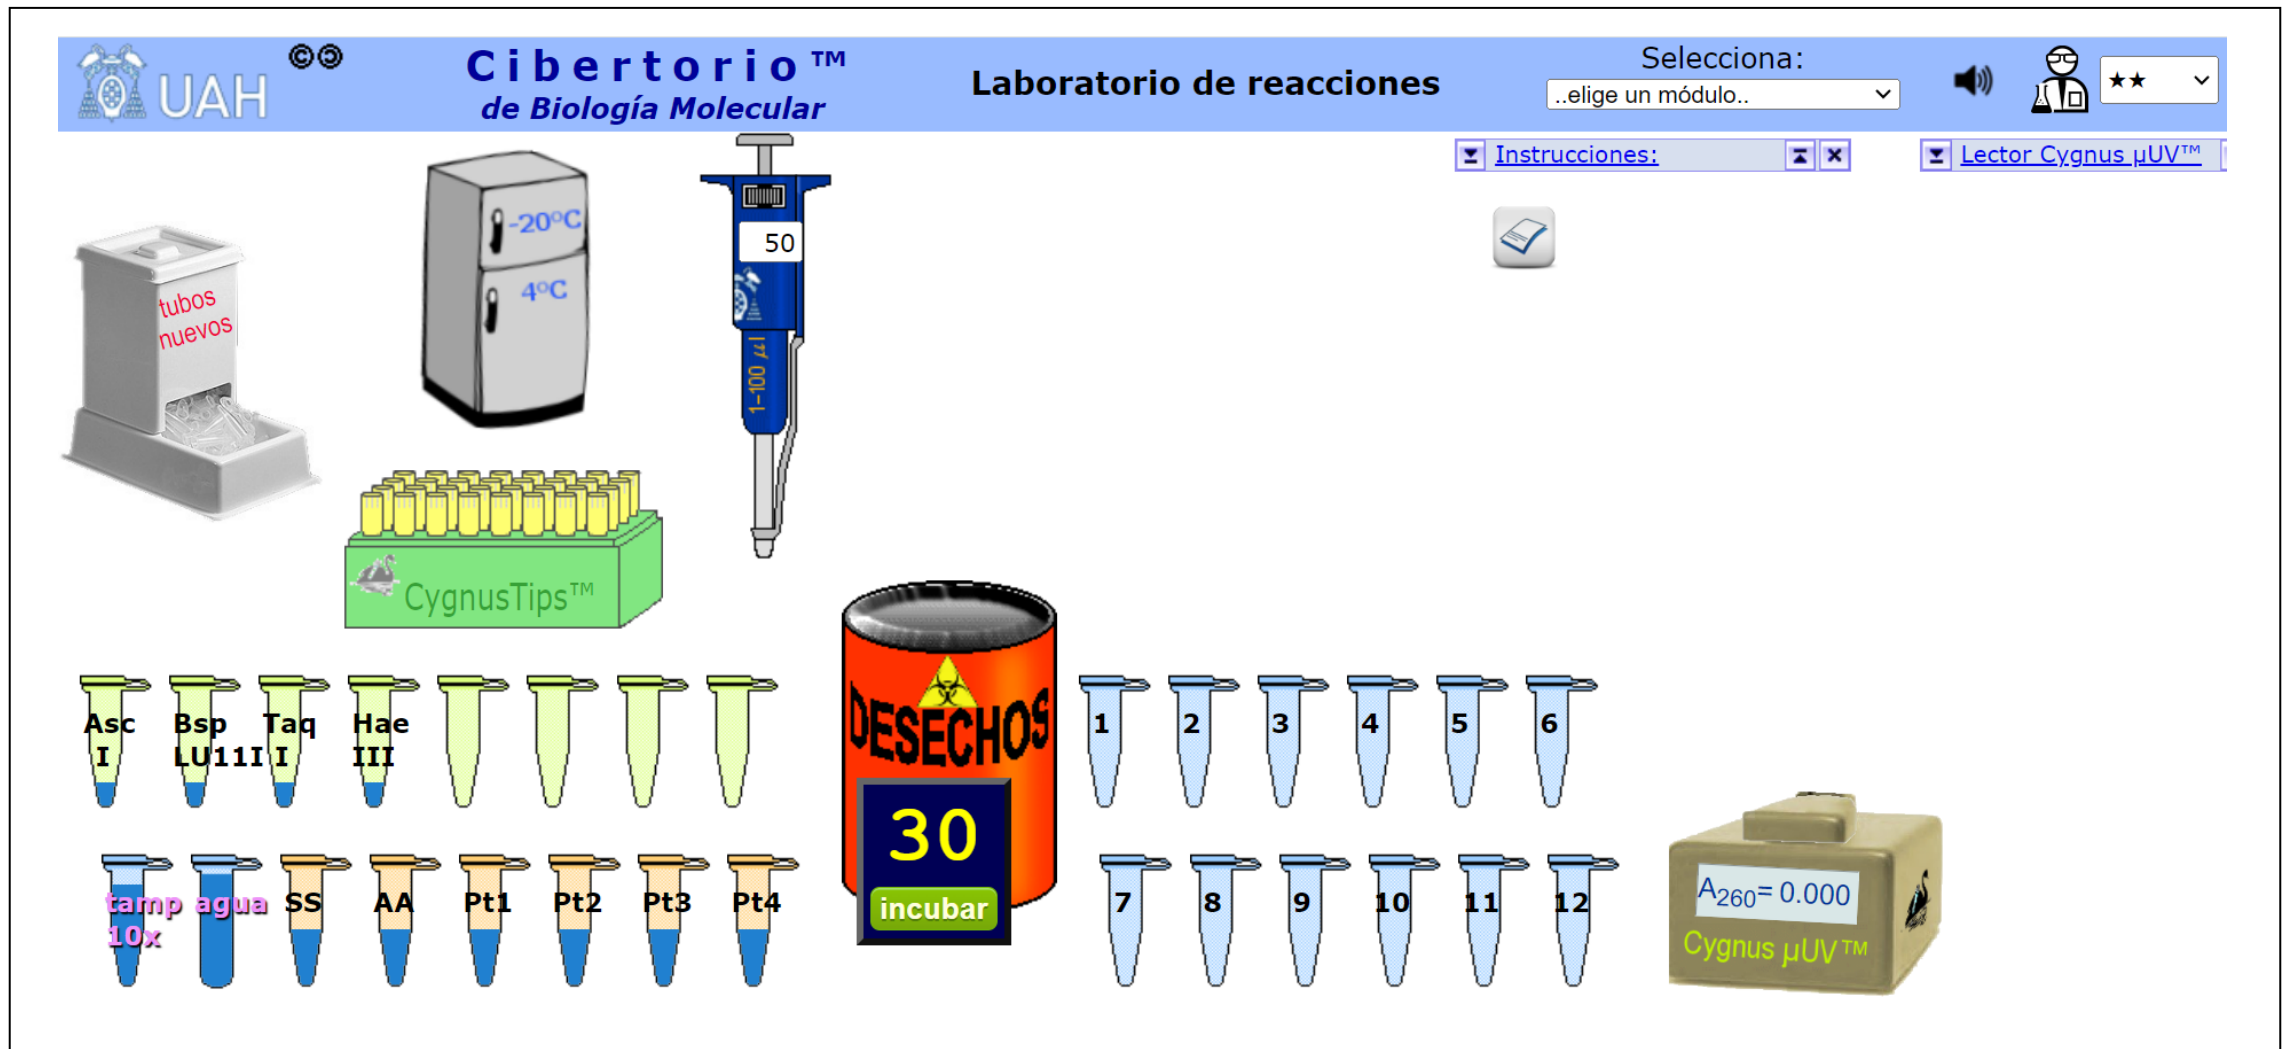 UAH
©🄯
Cibertorio™
de Biología Molecular
Laboratorio de reacciones
Selecciona:
..elige un módulo..
★★
Instrucciones:
Lector Cygnus µUV™
-20ºC
4ºC
50
1-100 µl
tubos
nuevos
CygnusTips™
Asc
I
Bsp
LU11I
Taq
I
Hae
III
DESECHOS
1 2 3 4 5 6
30
incubar
tamp
10x
agua
SS AA Pt1 Pt2 Pt3 Pt4
7 8 9 10 11 12
A260= 0.000
Cygnus µUV™